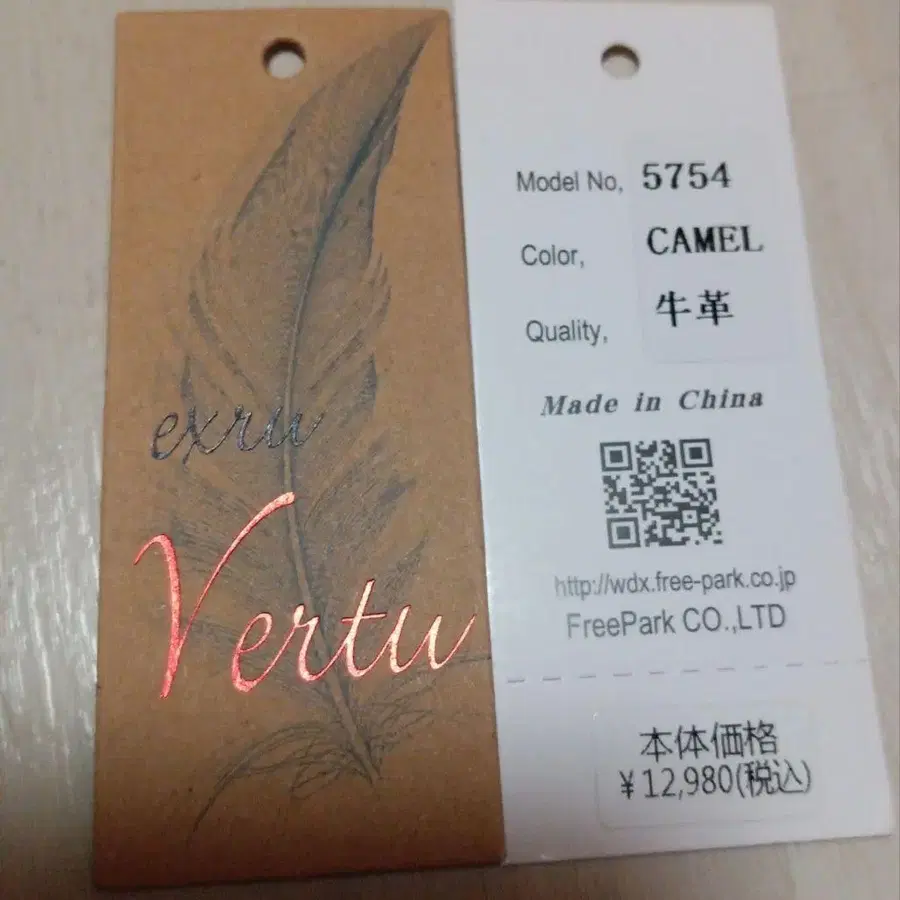 exru
Vertu
Model No, 5754
Color, CAMEL
Quality, 牛革
Made in China
http://wdx.free-park.co.jp
FreePark CO.,LTD
本体価格
¥12,980(税込)